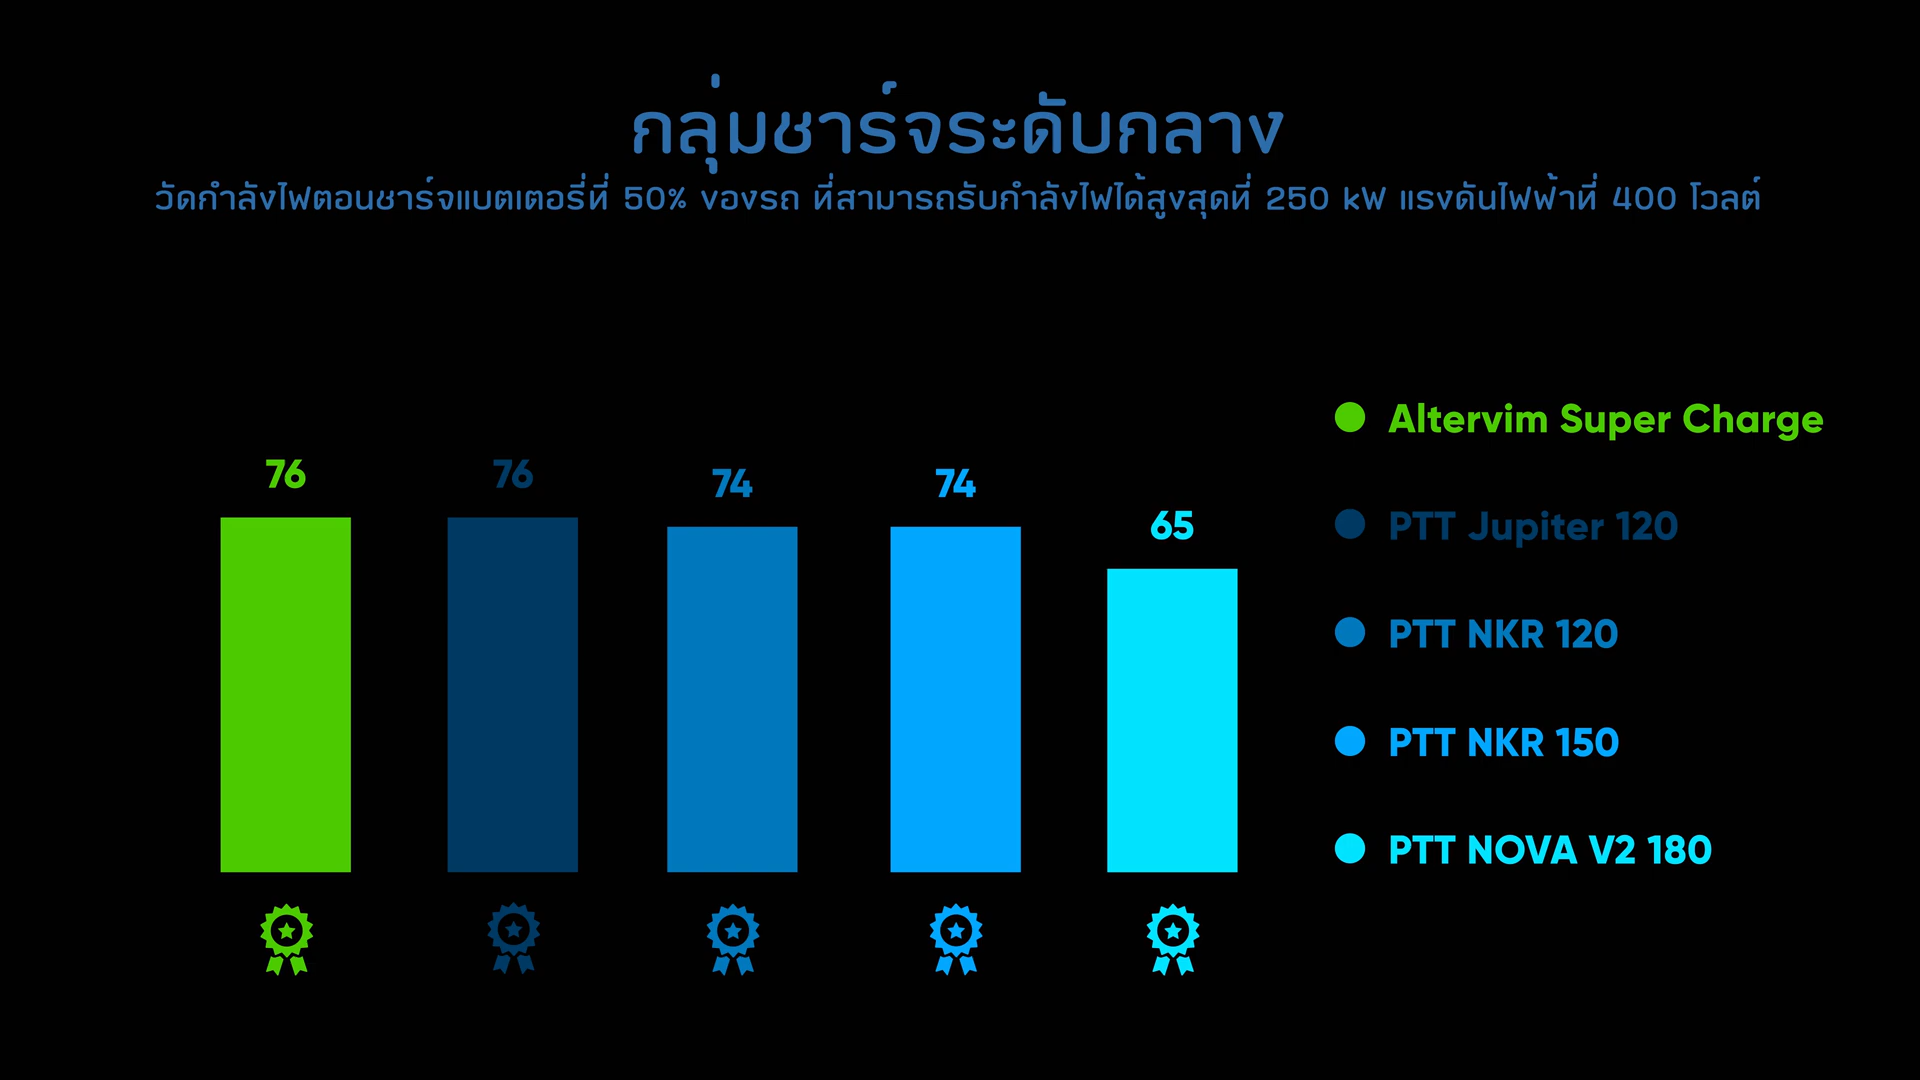 กลุ่มชาร์จระดับกลาง
วัดกำลังไฟตอนชาร์จแบตเตอรี่ที่ 50% ของรถ ที่สามารถรับกำลังไฟได้สูงสุดที่ 250 kW แรงดันไฟฟ้าที่ 400 โวลต์
76
76
74
74
65
Altervim Super Charge
PTT Jupiter 120
PTT NKR 120
PTT NKR 150
PTT NOVA V2 180